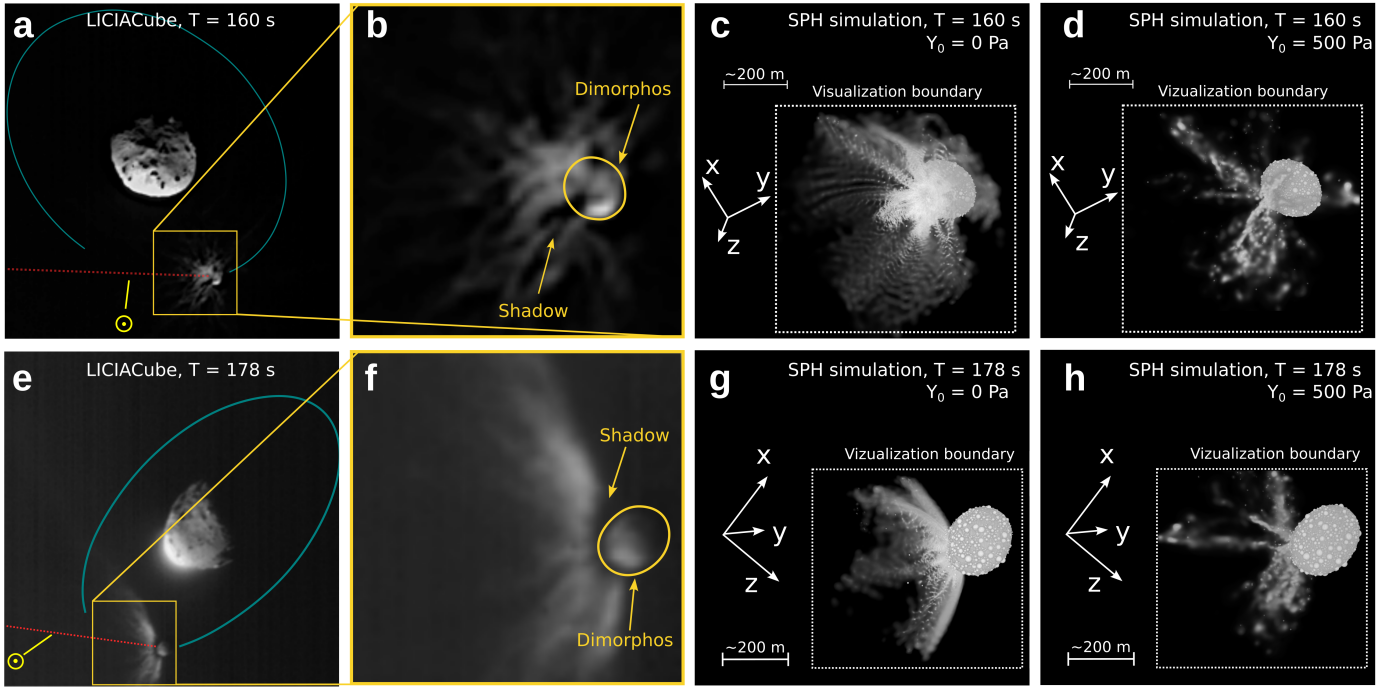 a
LICIACube, T = 160 s
b
Dimorphos
Shadow
c
SPH simulation, T = 160 s
Y₀ = 0 Pa
~200 m
Visualization boundary
x
y
z
d
SPH simulation, T = 160 s
Y₀ = 500 Pa
~200 m
Visualization boundary
x
y
z
e
LICIACube, T = 178 s
f
Shadow
Dimorphos
g
SPH simulation, T = 178 s
Y₀ = 0 Pa
Vizualization boundary
x
y
z
~200 m
h
SPH simulation, T = 178 s
Y₀ = 500 Pa
Vizualization boundary
x
y
z
~200 m